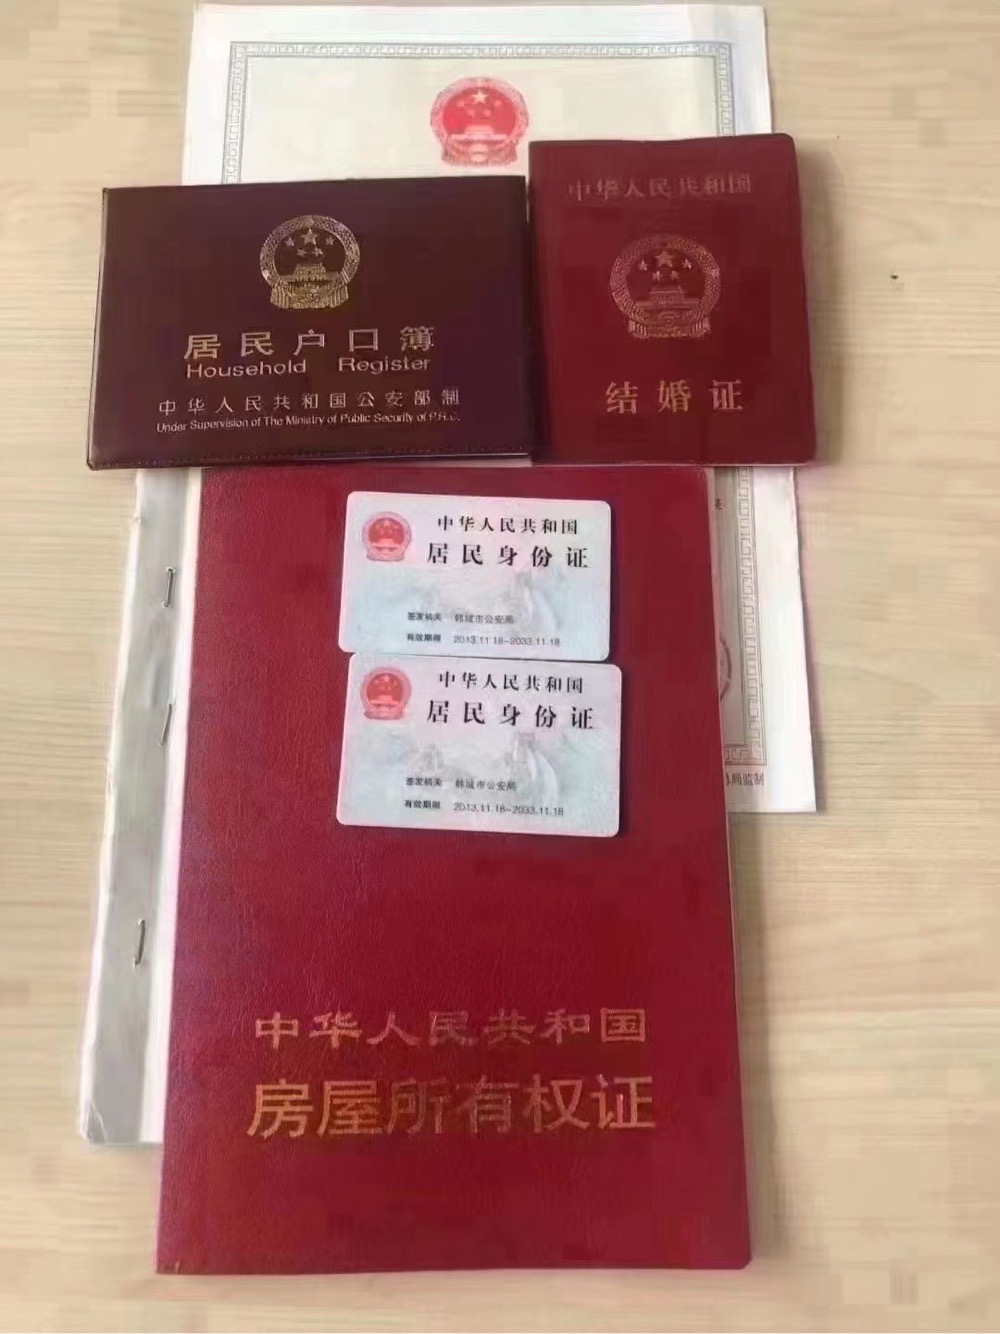 居民户口簿
Household Register
中华人民共和国公安部制
Under Supervision of The Ministry of Public Security of P.R.C.
中华人民共和国
结婚证
中华人民共和国
居民身份证
签发机关 韩城市公安局
有效期限 2013.11.18-2033.11.18
中华人民共和国
居民身份证
签发机关 韩城市公安局
有效期限 2013.11.18-2033.11.18
局监制
中华人民共和国
房屋所有权证